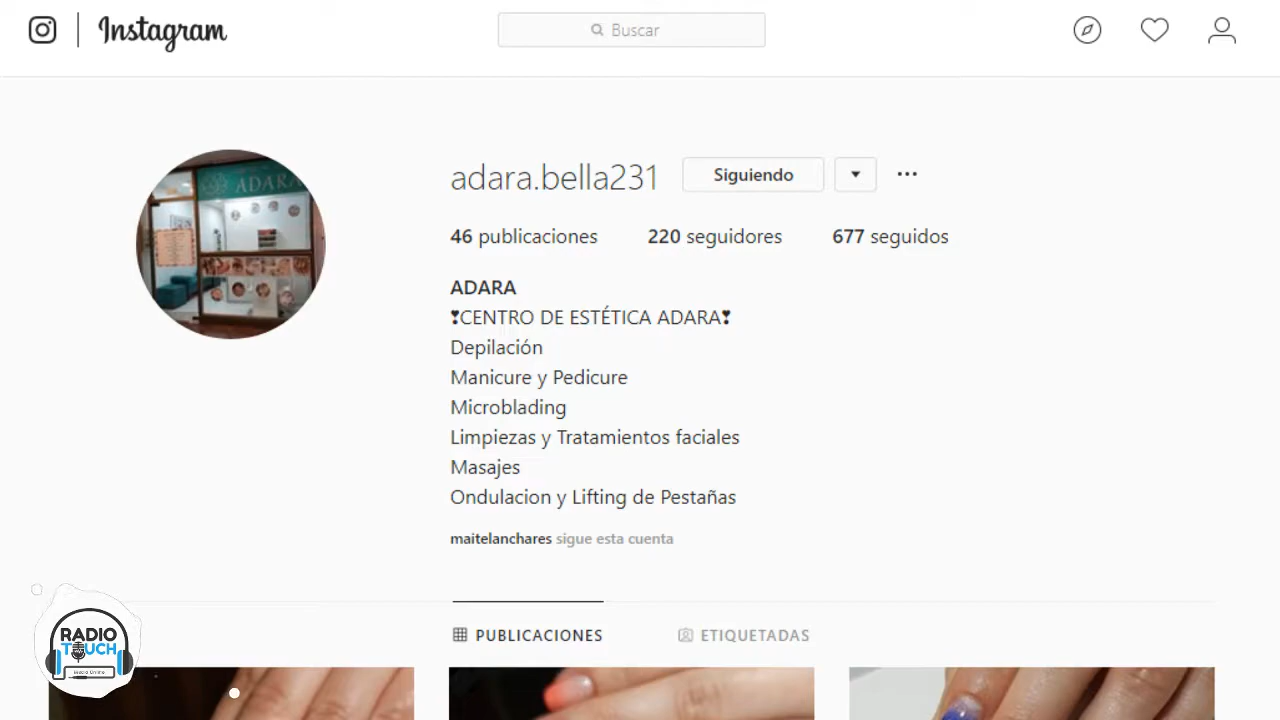 Instagram
Buscar
adara.bella231
Siguiendo
46 publicaciones
220 seguidores
677 seguidos
ADARA
❣CENTRO DE ESTÉTICA ADARA❣
Depilación
Manicure y Pedicure
Microblading
Limpiezas y Tratamientos faciales
Masajes
Ondulacion y Lifting de Pestañas
maitelanchares sigue esta cuenta
PUBLICACIONES
ETIQUETADAS
ADARA
RADIO
TOUCH